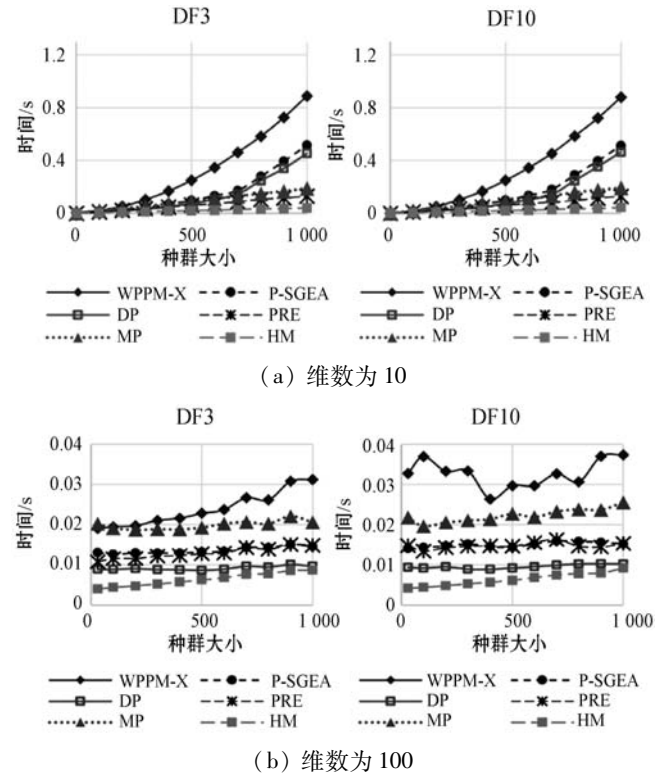 DF3
1.2
0.8
0.4
0
时间/s
500
1 000
种群大小
WPPM-X
P-SGEA
DP
PRE
MP
HM
DF10
1.2
0.8
0.4
0
时间/s
0
500
1 000
种群大小
WPPM-X
P-SGEA
DP
PRE
MP
HM
(a) 维数为 10
DF3
0.04
0.03
0.02
0.01
0
时间/s
0
500
1 000
种群大小
WPPM-X
P-SGEA
DP
PRE
MP
HM
DF10
0.04
0.03
0.02
0.01
0
时间/s
0
500
1 000
种群大小
WPPM-X
P-SGEA
DP
PRE
MP
HM
(b) 维数为 100